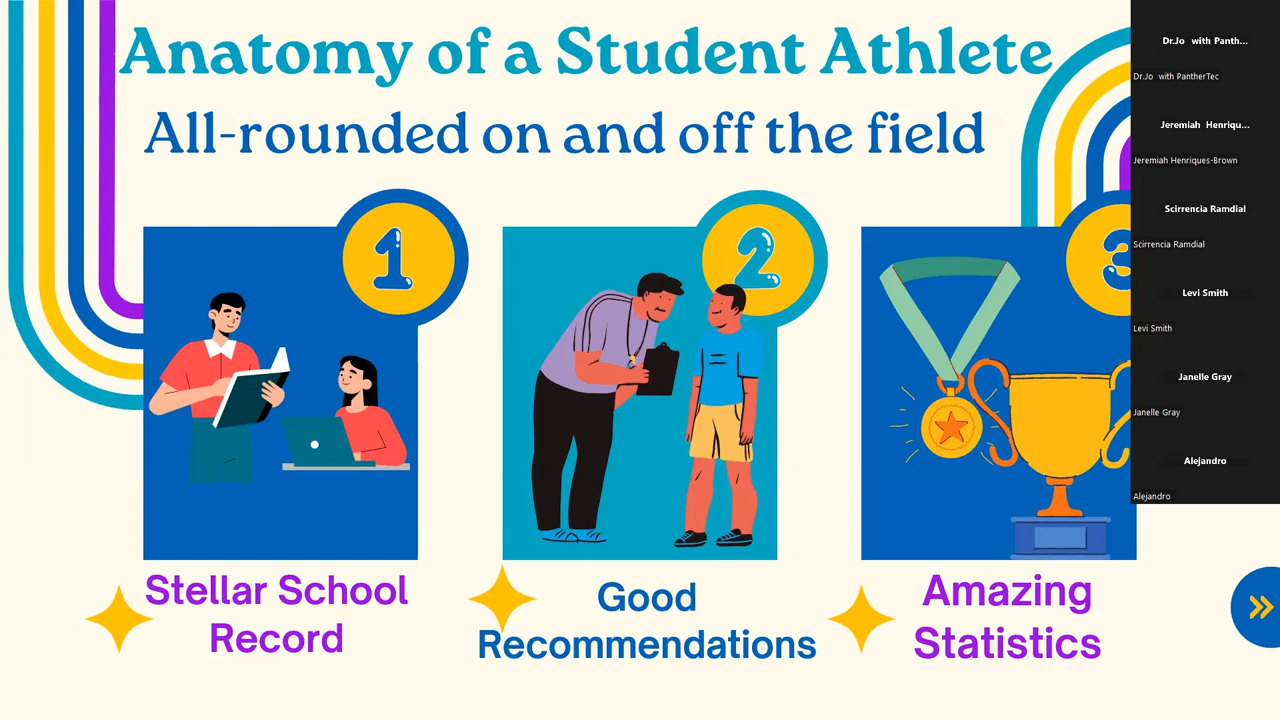 Anatomy of a Student Athlete
All-rounded on and off the field
1
2
3
Stellar School
Record
Good
Recommendations
Amazing
Statistics
Dr.Jo with Panth...
Dr.Jo with PantherTec
Jeremiah Henriqu...
Jeremiah Henriques-Brown
Scirrencia Ramdial
Scirrencia Ramdial
Levi Smith
Levi Smith
Janelle Gray
Janelle Gray
Alejandro
Alejandro